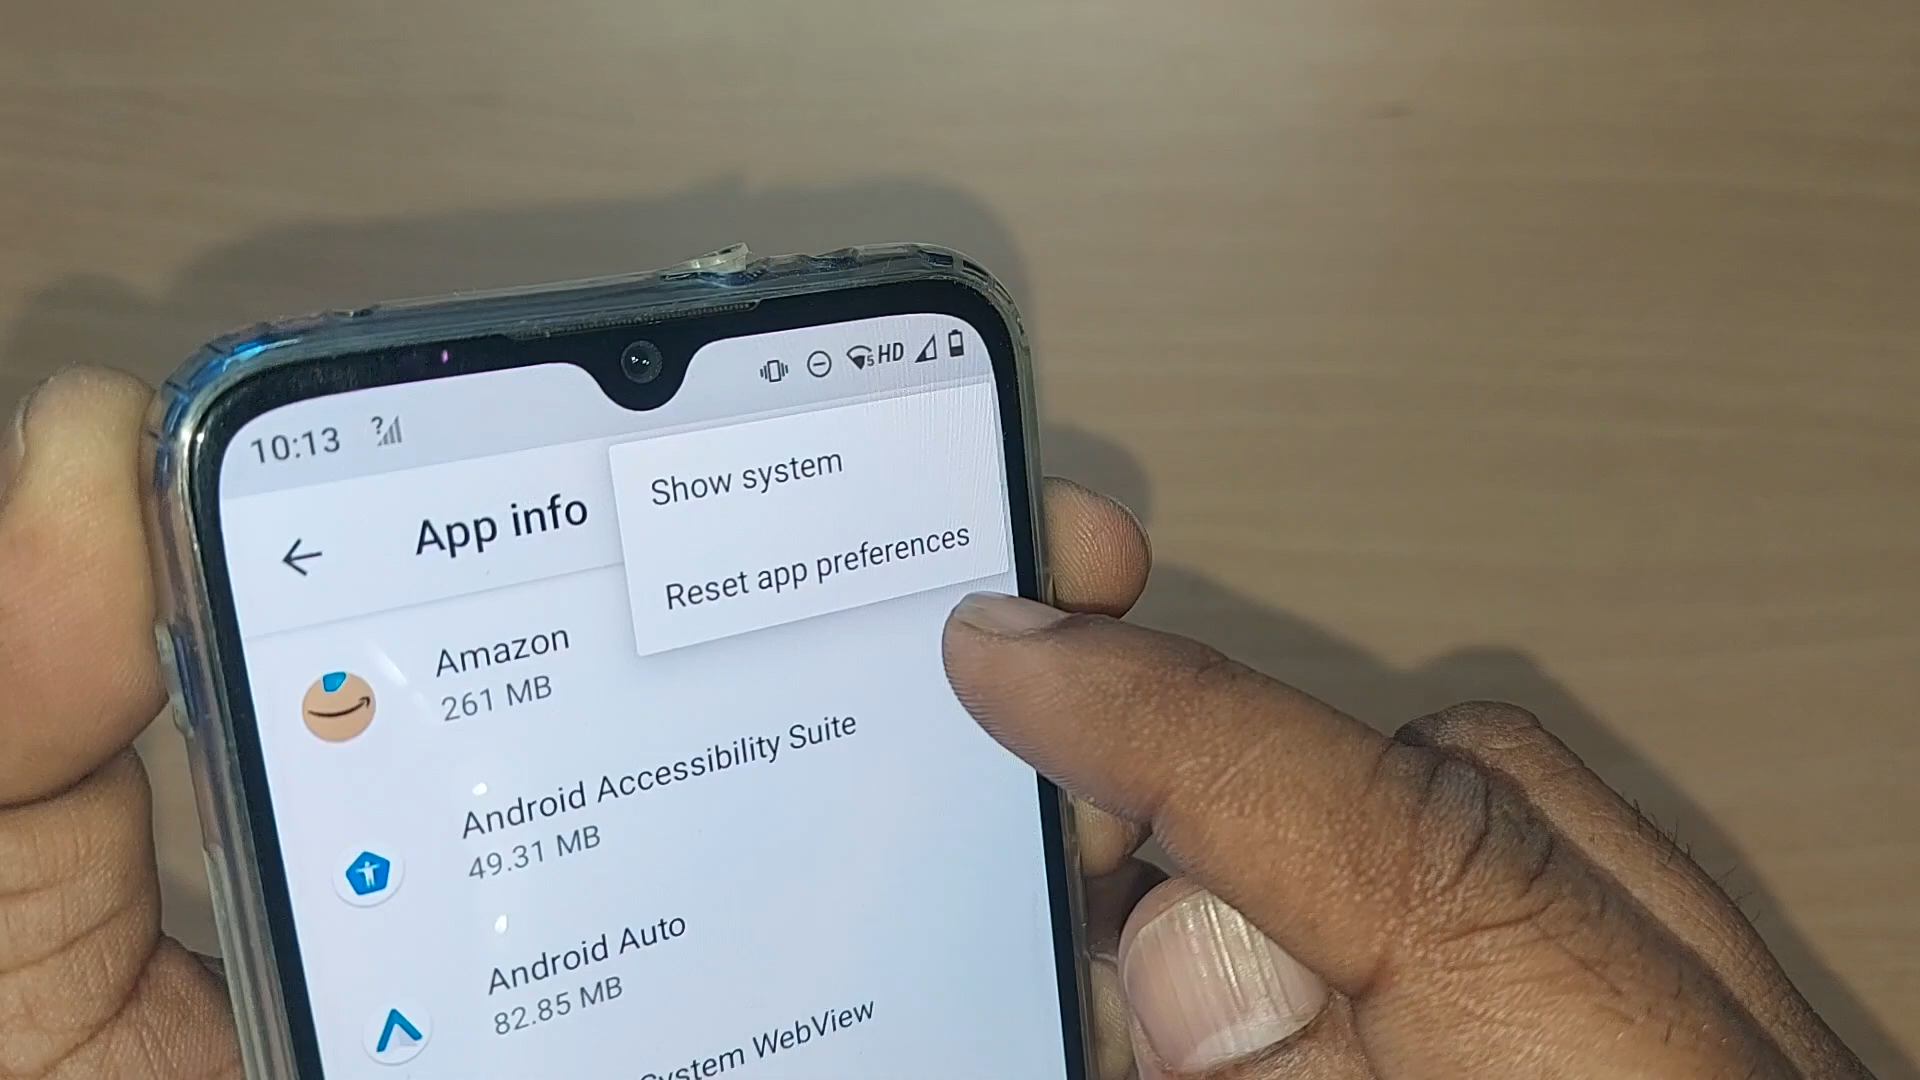 10:13
?
5 HD
App info
Show system
Reset app preferences
Amazon
261 MB
Android Accessibility Suite
49.31 MB
Android Auto
82.85 MB
System WebView